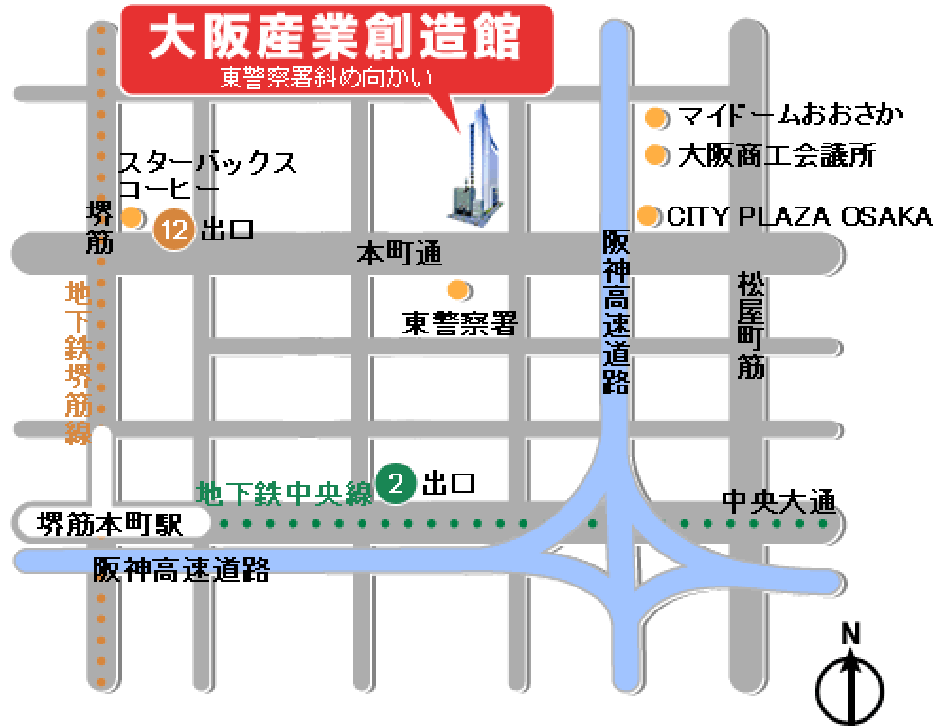 大阪産業創造館
東警察署斜め向かい
マイドームおおさか
大阪商工会議所
スターバックス
コーヒー
12 出口
CITY PLAZA OSAKA
堺筋
本町通
阪神高速道路
松屋町筋
地下鉄堺筋線
東警察署
地下鉄中央線
2 出口
中央大通
堺筋本町駅
阪神高速道路
N